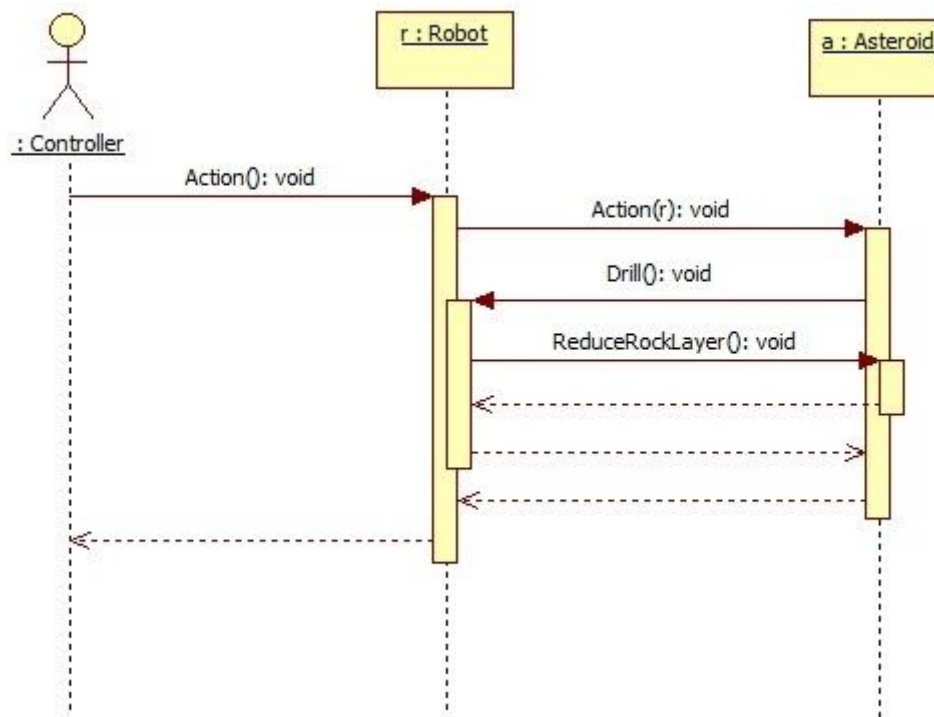 r : Robot
a : Asteroid
: Controller
Action(): void
Action(r): void
Drill(): void
ReduceRockLayer(): void